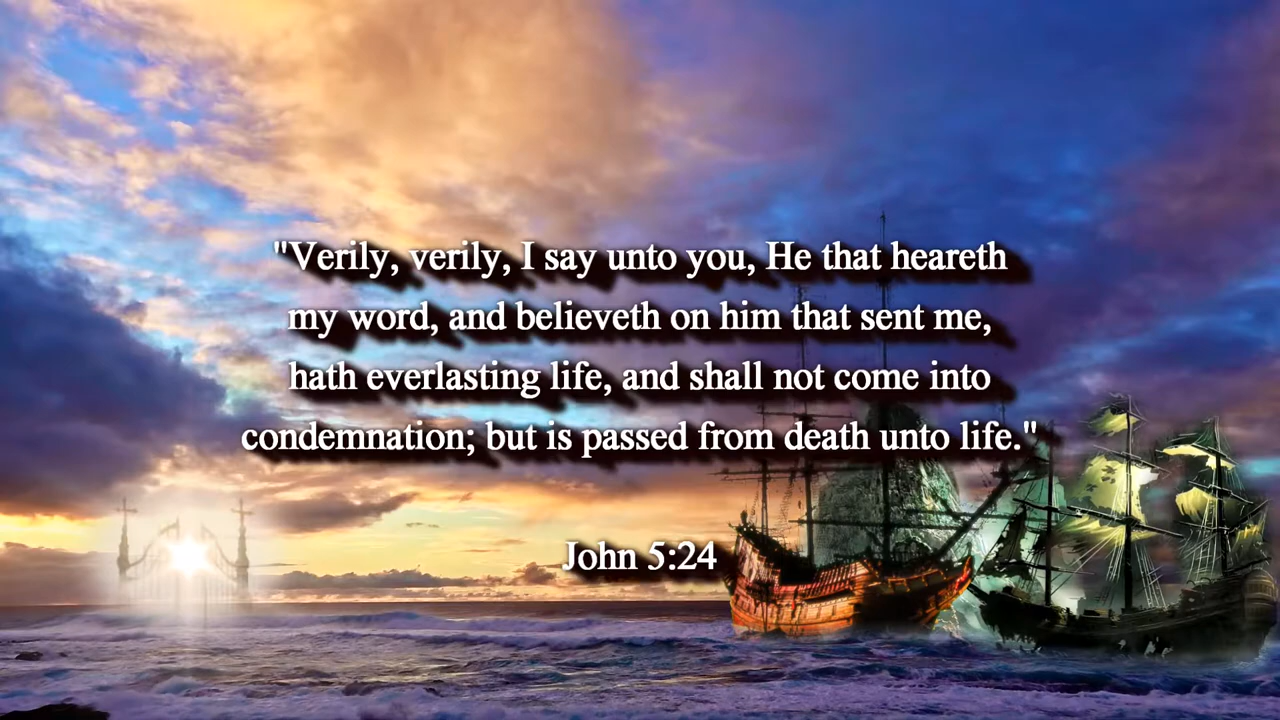 "Verily, verily, I say unto you, He that heareth
my word, and believeth on him that sent me,
hath everlasting life, and shall not come into
condemnation; but is passed from death unto life."
John 5:24